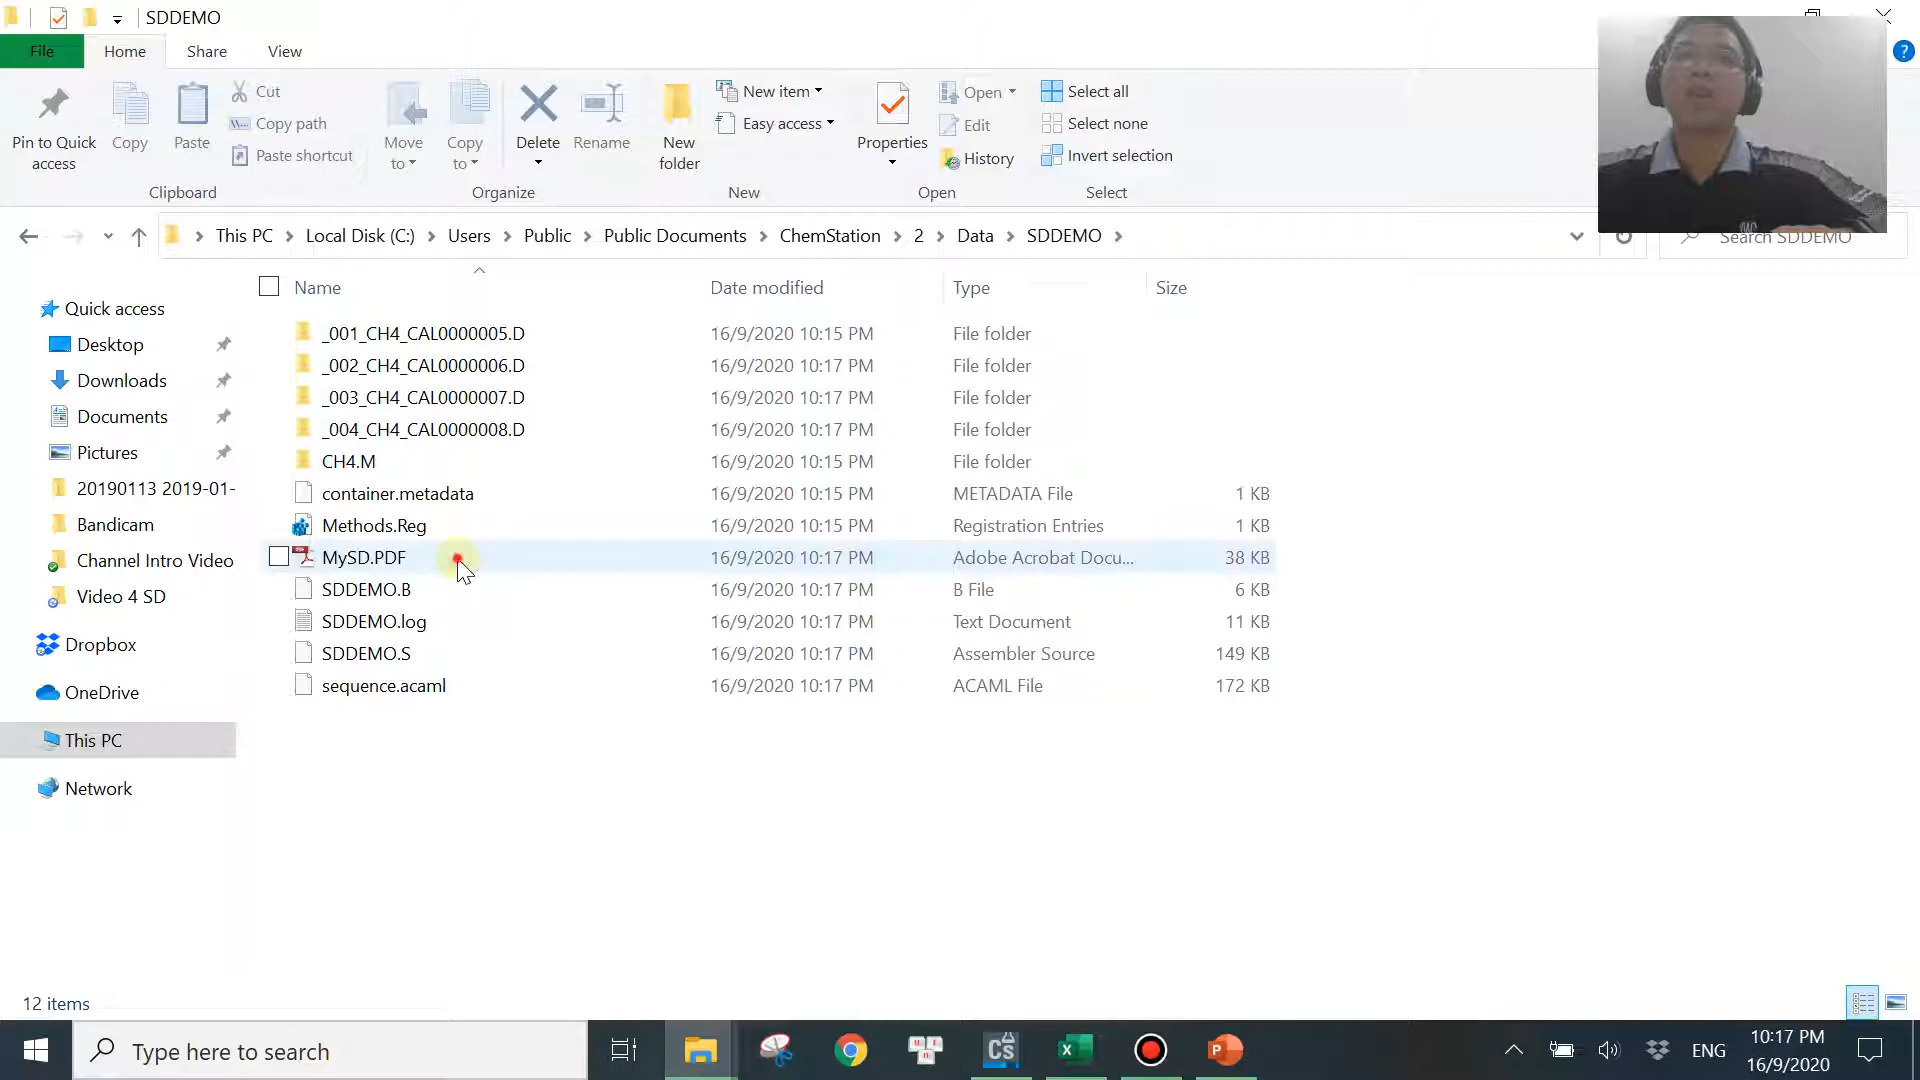 SDDEMO
File Home Share View
Pin to Quick access
Copy
Paste
Cut
Copy path
Paste shortcut
Clipboard
Move to
Copy to
Delete
Rename
Organize
New folder
New item
Easy access
New
Properties
Open
Edit
History
Open
Select all
Select none
Invert selection
Select
This PC Local Disk (C:) Users Public Public Documents ChemStation 2 Data SDDEMO
Search SDDEMO
Name Date modified Type Size
Quick access
Desktop
Downloads
Documents
Pictures
20190113 2019-01-
Bandicam
Channel Intro Video
Video 4 SD
Dropbox
OneDrive
This PC
Network
_001_CH4_CAL0000005.D 16/9/2020 10:15 PM File folder
_002_CH4_CAL0000006.D 16/9/2020 10:17 PM File folder
_003_CH4_CAL0000007.D 16/9/2020 10:17 PM File folder
_004_CH4_CAL0000008.D 16/9/2020 10:17 PM File folder
CH4.M 16/9/2020 10:15 PM File folder
container.metadata 16/9/2020 10:15 PM METADATA File 1 KB
Methods.Reg 16/9/2020 10:15 PM Registration Entries 1 KB
MySD.PDF 16/9/2020 10:17 PM Adobe Acrobat Docu... 38 KB
SDDEMO.B 16/9/2020 10:17 PM B File 6 KB
SDDEMO.log 16/9/2020 10:17 PM Text Document 11 KB
SDDEMO.S 16/9/2020 10:17 PM Assembler Source 149 KB
sequence.acaml 16/9/2020 10:17 PM ACAML File 172 KB
12 items
Type here to search
ENG
10:17 PM
16/9/2020